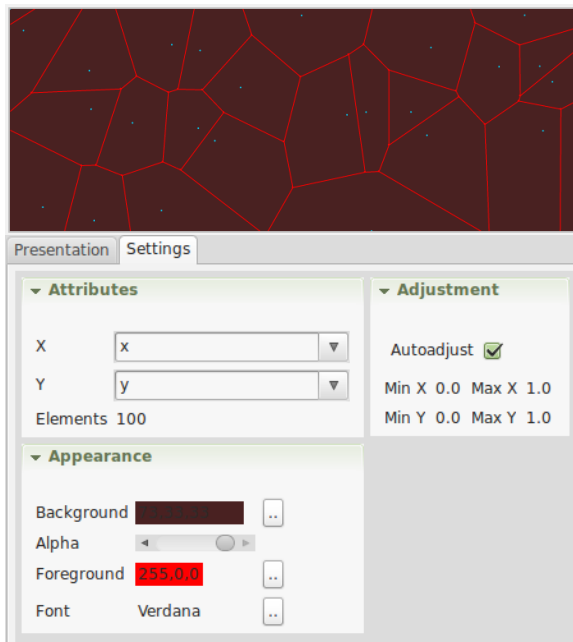 Presentation Settings
Attributes
X x
Y y
Elements 100
Adjustment
Autoadjust
Min X 0.0 Max X 1.0
Min Y 0.0 Max Y 1.0
Appearance
Background ..
Alpha
Foreground 255,0,0 ..
Font Verdana ..